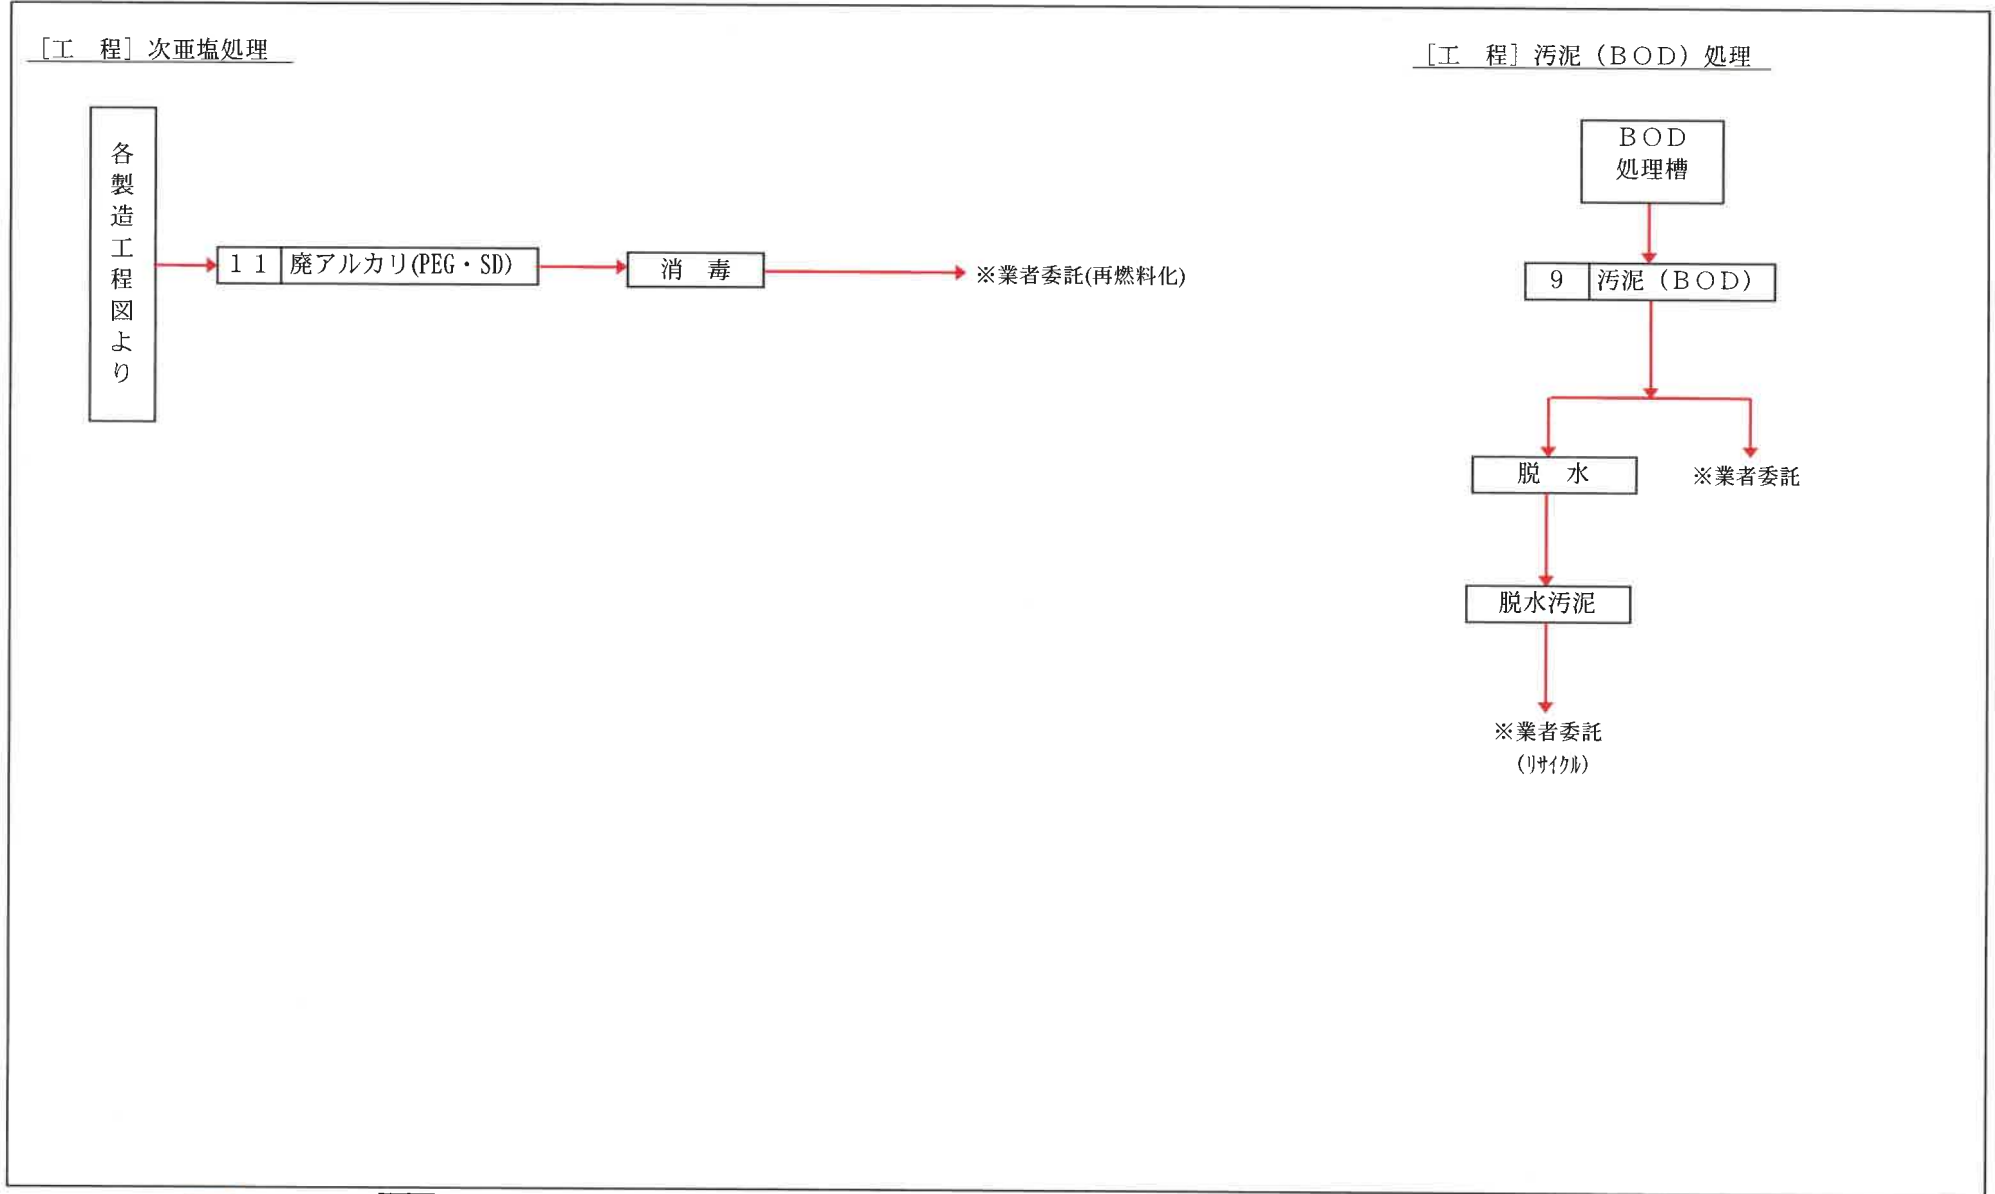 [工　程] 次亜塩処理
各製造工程図より
１１ 廃アルカリ(PEG・SD)
消　毒
※業者委託(再燃料化)
[工　程] 汚泥（ＢＯＤ）処理
ＢＯＤ
処理槽
９ 汚泥（ＢＯＤ）
脱　水
※業者委託
脱水汚泥
※業者委託
(ﾘｻｲｸﾙ)